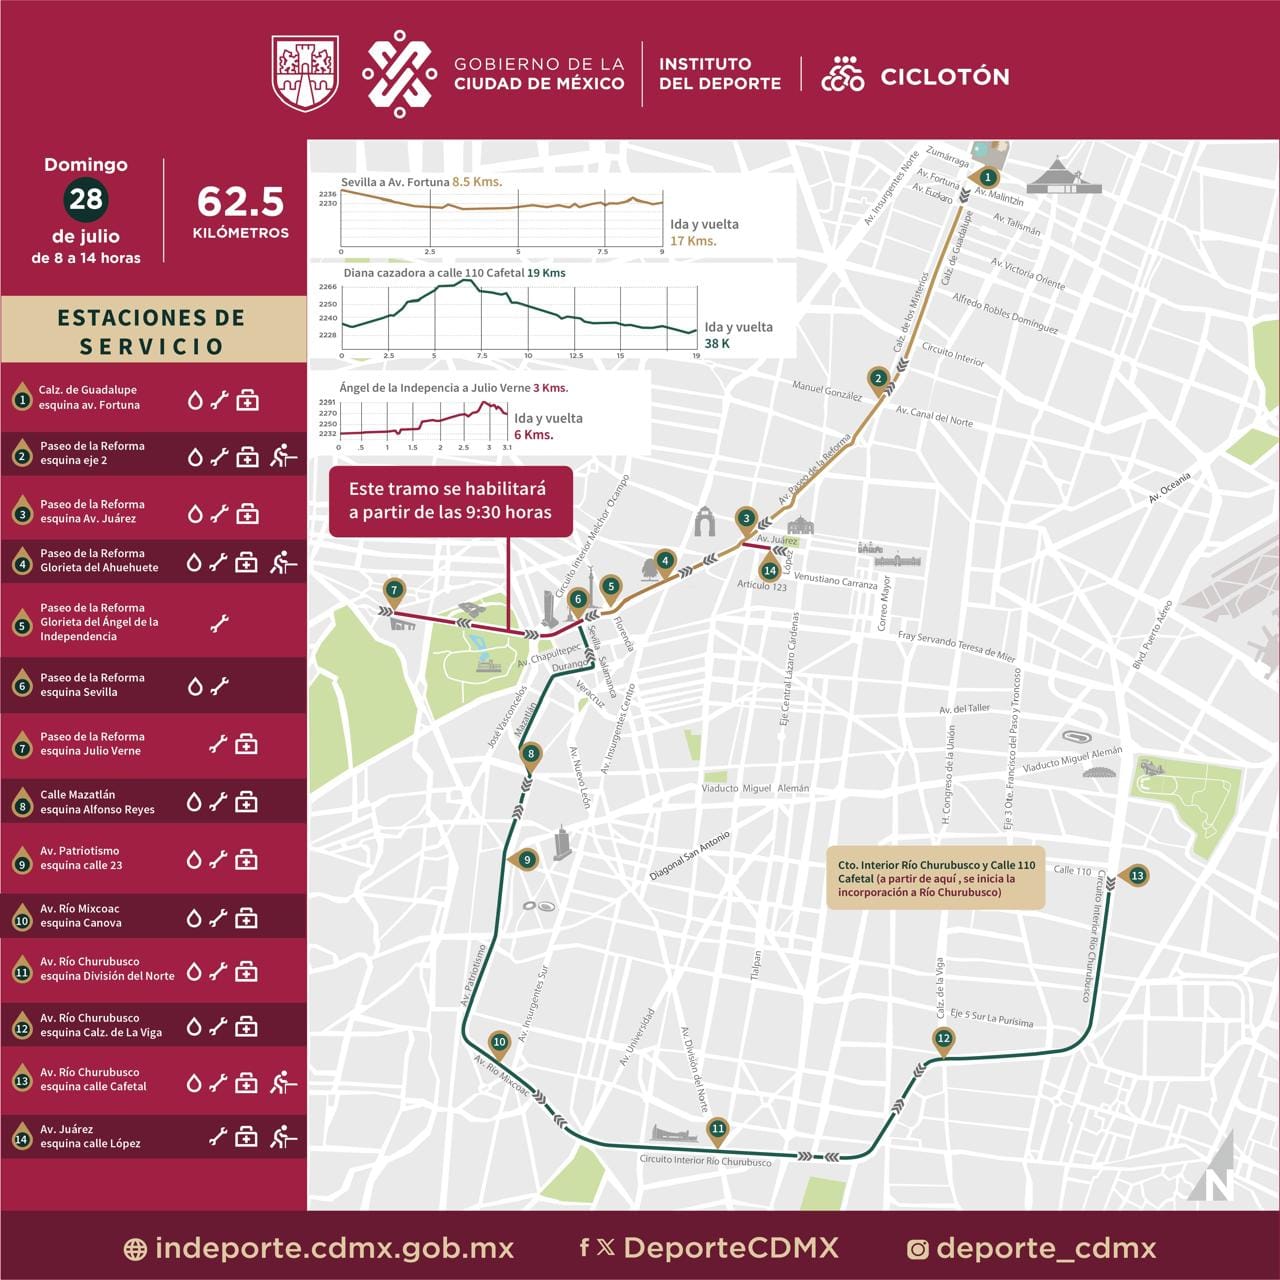 GOBIERNO DE LA
CIUDAD DE MÉXICO
INSTITUTO
DEL DEPORTE
CICLOTÓN
Domingo
28
de julio
de 8 a 14 horas
62.5
KILÓMETROS
ESTACIONES DE
SERVICIO
1
Calz. de Guadalupe
esquina av. Fortuna
2
Paseo de la Reforma
esquina eje 2
3
Paseo de la Reforma
esquina Av. Juárez
4
Paseo de la Reforma
Glorieta del Ahuehuete
5
Paseo de la Reforma
Glorieta del Ángel de la
Independencia
6
Paseo de la Reforma
esquina Sevilla
7
Paseo de la Reforma
esquina Julio Verne
8
Calle Mazatlán
esquina Alfonso Reyes
9
Av. Patriotismo
esquina calle 23
10
Av. Río Mixcoac
esquina Canova
11
Av. Río Churubusco
esquina División del Norte
12
Av. Río Churubusco
esquina Calz. de La Viga
13
Av. Río Churubusco
esquina calle Cafetal
14
Av. Juárez
esquina calle López
Sevilla a Av. Fortuna 8.5 Kms.
2236
2230
2.5
5
7.5
9
0
Ida y vuelta
17 Kms.
Diana cazadora a calle 110 Cafetal 19 Kms
2266
2250
2240
2228
0
2.5
5
7.5
10
12.5
15
19
Ida y vuelta
38 K
Ángel de la Indepencia a Julio Verne 3 Kms.
2291
2270
2250
2232
0
.5
1
1.5
2
2.5
3
3.1
Ida y vuelta
6 Kms.
Este tramo se habilitará
a partir de las 9:30 horas
Zumárraga
Av. Fortuna
Av. Euzkaro
Av. Malintzin
1
Av. Insurgentes Norte
Av. Talismán
Calz. de Guadalupe
Av. Victoria Oriente
Calz. de los Misterios
Alfredo Robles Domínguez
Circuito Interior
2
Manuel González
Av. Canal del Norte
Av. Paseo de la Reforma
Av. Oceania
Circuito Interior Melchor Ocampo
3
Av. Juárez
López
14
Artículo 123
Venustiano Carranza
Correo Mayor
4
5
6
7
Sevilla
Florencia
Salamanca
Av. Chapultepec
Durango
Veracruz
José Vasconcelos
Mazatlán
Av. Insurgentes Centro
Av. Nuevo León
Eje Central Lázaro Cárdenas
Fray Servando Teresa de Mier
Blvd. Puerto Aéreo
Av. del Taller
H. Congreso de la Unión
Eje 3 Ote. Francisco del Paso y Troncoso
Viaducto Miguel Alemán
Viaducto Miguel Alemán
8
9
Diagonal San Antonio
Cto. Interior Río Churubusco y Calle 110
Cafetal (a partir de aquí , se inicia la
incorporación a Río Churubusco)
Calle 110
13
Circuito Interior Río Churubusco
Av. Patriotismo
Av. Insurgentes Sur
Tlalpan
Calz. de la Viga
Eje 5 Sur La Purísima
10
Av. Río Mixcoac
Av. Universidad
Av. División del Norte
12
11
Circuito Interior Río Churubusco
N
indeporte.cdmx.gob.mx
DeporteCDMX
deporte_cdmx